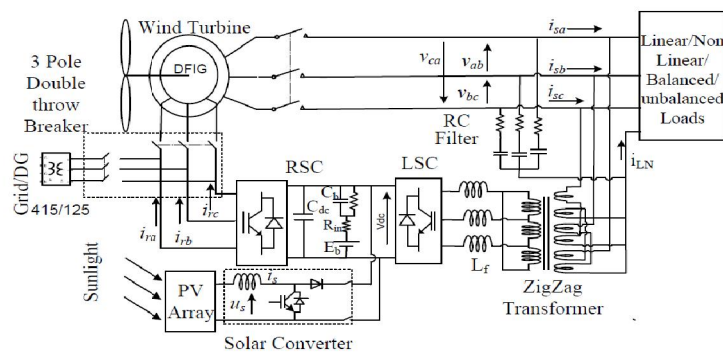 Wind Turbine
3 Pole
Double
throw
Breaker
DFIG
i_sa
v_ca
v_ab
i_sb
v_bc
i_sc
Linear/Non
Linear/
Balanced/
unbalanced
Loads
RC
Filter
i_LN
Grid/DG
415/125
RSC
LSC
i_ra
i_rb
i_rc
C_dc
C_b
R_in
E_b
Vdc
L_f
ZigZag
Transformer
Sunlight
PV
Array
i_s
u_s
Solar Converter